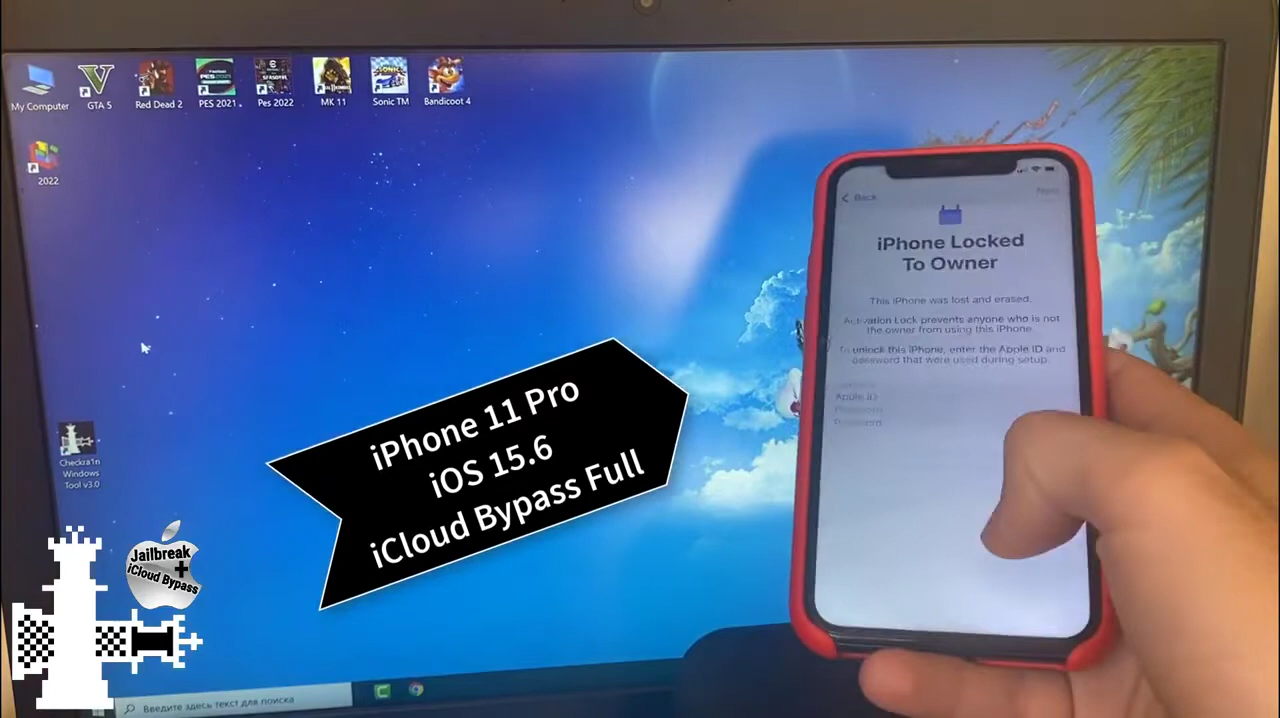 My Computer
GTA 5
Red Dead 2
PES 2021
Pes 2022
MK 11
Sonic TM
Bandicoot 4
2022
Checkra1n
Windows
Tool v3.0
Jailbreak
+
iCloud Bypass
iPhone 11 Pro
iOS 15.6
iCloud Bypass Full
Back
Next
iPhone Locked
To Owner
This iPhone was lost and erased.
Activation Lock prevents anyone who is not
the owner from using this iPhone.
To unlock this iPhone, enter the Apple ID and
password that were used during setup.
Apple ID
Password
Введите здесь текст для поиска